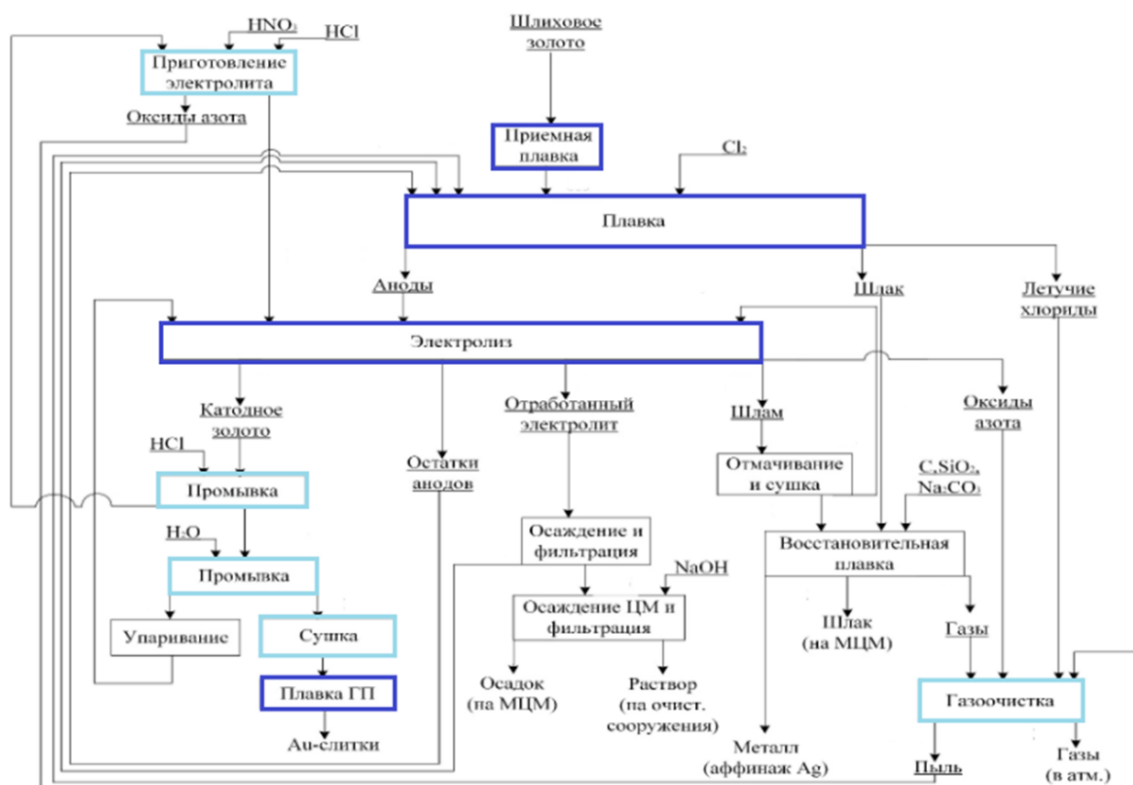 HNO₃
HCl
Приготовление
электролита
Оксиды азота
Шлиховое
золото
Приемная
плавка
Cl₂
Плавка
Аноды
Шлак
Летучие
хлориды
Электролиз
Катодное
золото
Остатки
анодов
Отработанный
электролит
Шлам
Оксиды
азота
HCl
Промывка
Отмачивание
и сушка
C,SiO₂,
Na₂CO₃
H₂O
Промывка
Осаждение и
фильтрация
Восстановительная
плавка
NaOH
Упаривание
Сушка
Осаждение ЦМ и
фильтрация
Шлак
(на МЦМ)
Газы
Плавка ГП
Осадок
(на МЦМ)
Раствор
(на очист.
сооружения)
Газоочистка
Au-слитки
Металл
(аффинаж Ag)
Пыль
Газы
(в атм.)